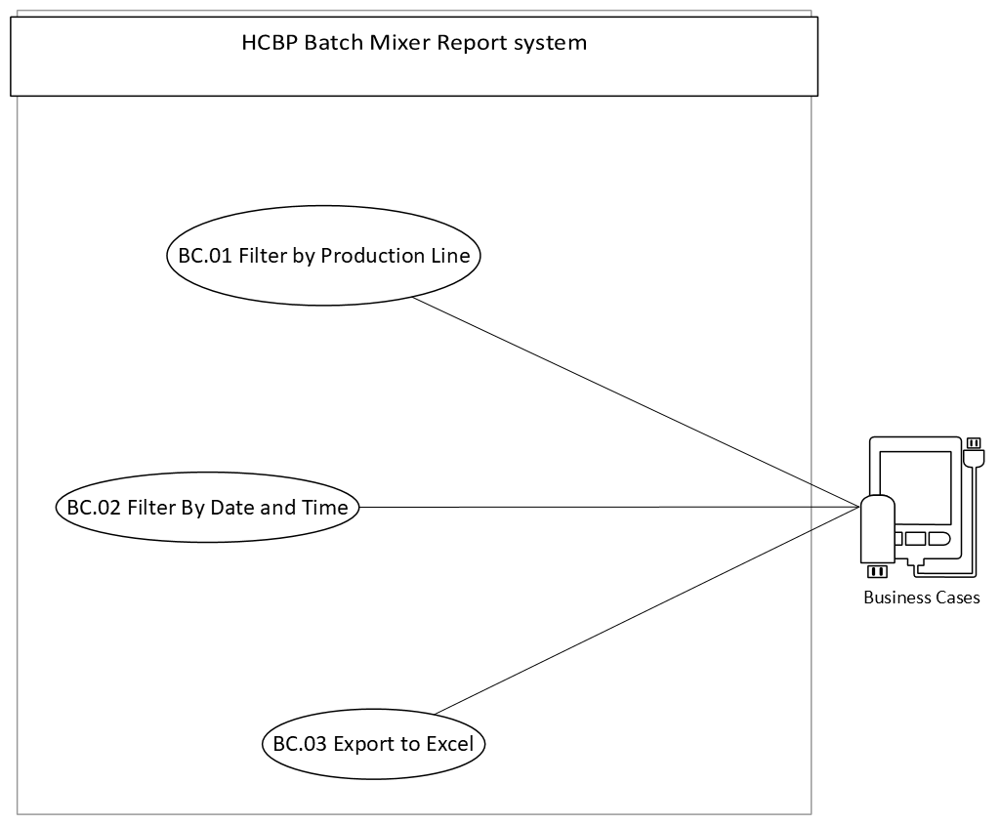 HCBP Batch Mixer Report system
BC.01 Filter by Production Line
BC.02 Filter By Date and Time
Business Cases
BC.03 Export to Excel